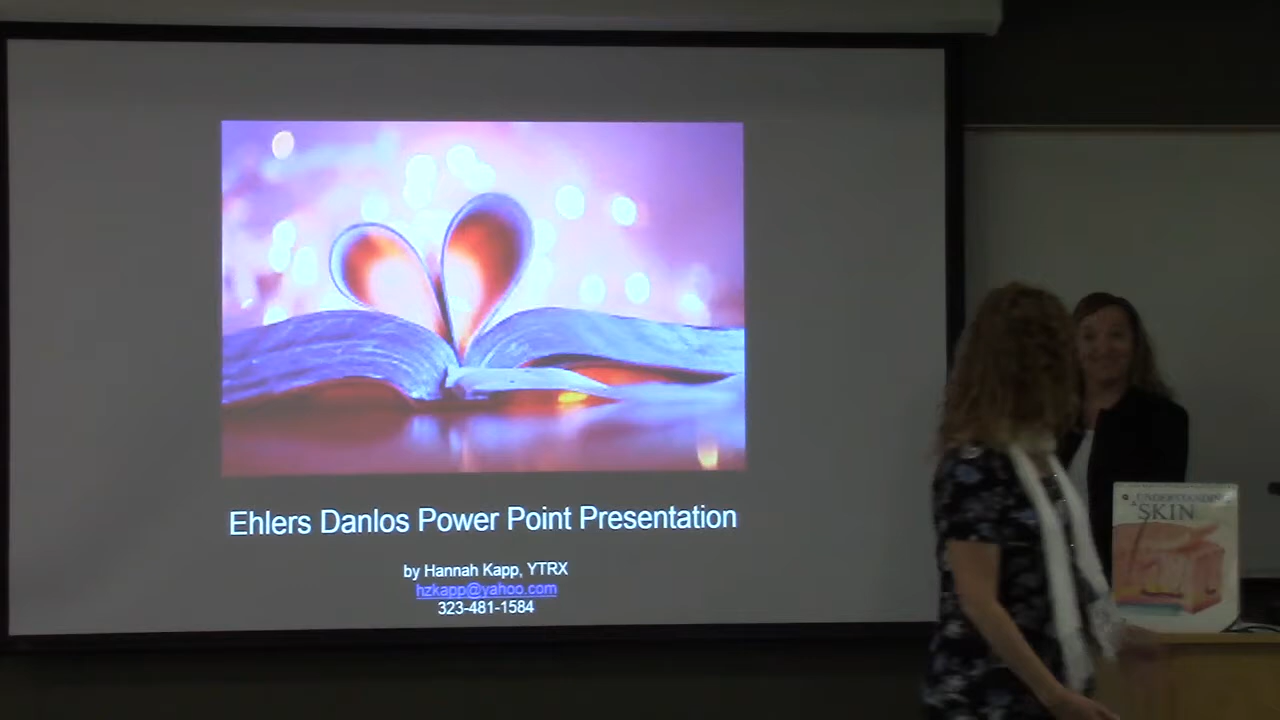 Ehlers Danlos Power Point Presentation
by Hannah Kapp, YTRX
hzkapp@yahoo.com
323-481-1584
UNDERSTANDING
SKIN